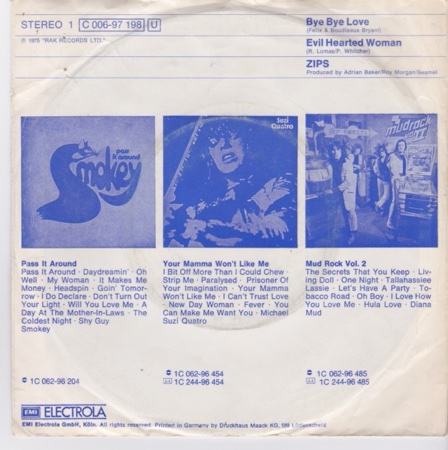 STEREO 1 C 006-97 198 U
℗ 1975 "RAK RECORDS LTD."
Bye Bye Love
(Felix & Boudleaux Bryant)
Evil Hearted Woman
(R. Lumas/P. Whitcher)
ZIPS
Produced by Adrian Baker/Roy Morgan/Seamail
pass
it around
Smokey
Suzi
Quatro
mudrock
Pass It Around
Pass It Around · Daydreamin' · Oh
Well · My Woman · It Makes Me
Money · Headspin · Goin' Tomor-
row · I Do Declare · Don't Turn Out
Your Light · Will You Love Me · A
Day At The Mother-In-Laws · The
Coldest Night · Shy Guy
Smokey
1C 062-96 204
Your Mamma Won't Like Me
I Bit Off More Than I Could Chew ·
Strip Me · Paralysed · Prisoner Of
Your Imagination · Your Mamma
Won't Like Me · I Can't Trust Love
· New Day Woman · Fever · You
Can Make Me Want You · Michael
Suzi Quatro
1C 062-96 454
1C 244-96 454
Mud Rock Vol. 2
The Secrets That You Keep · Liv-
ing Doll · One Night · Tallahassiee
Lassie · Let's Have A Party · To-
bacco Road · Oh Boy · I Love How
You Love Me · Hula Love · Diana
Mud
1C 062-96 485
1C 244-96 485
EMI ELECTROLA
EMI Electrola GmbH, Köln. All rights reserved. Printed in Germany by Druckhaus Maack KG, 588 Lüdenscheid